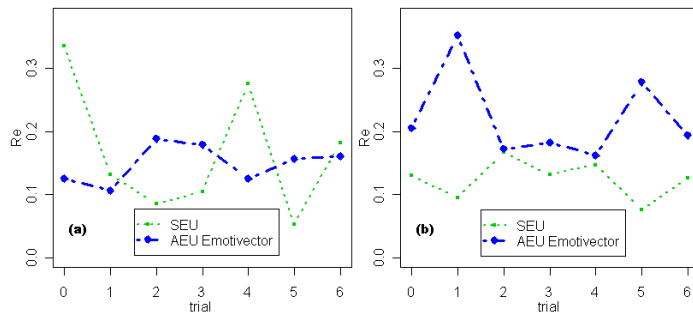 Re
0.0 0.1 0.2 0.3
(a)
SEU
AEU Emotivector
0 1 2 3 4 5 6
trial
Re
0.0 0.1 0.2 0.3
(b)
SEU
AEU Emotivector
0 1 2 3 4 5 6
trial